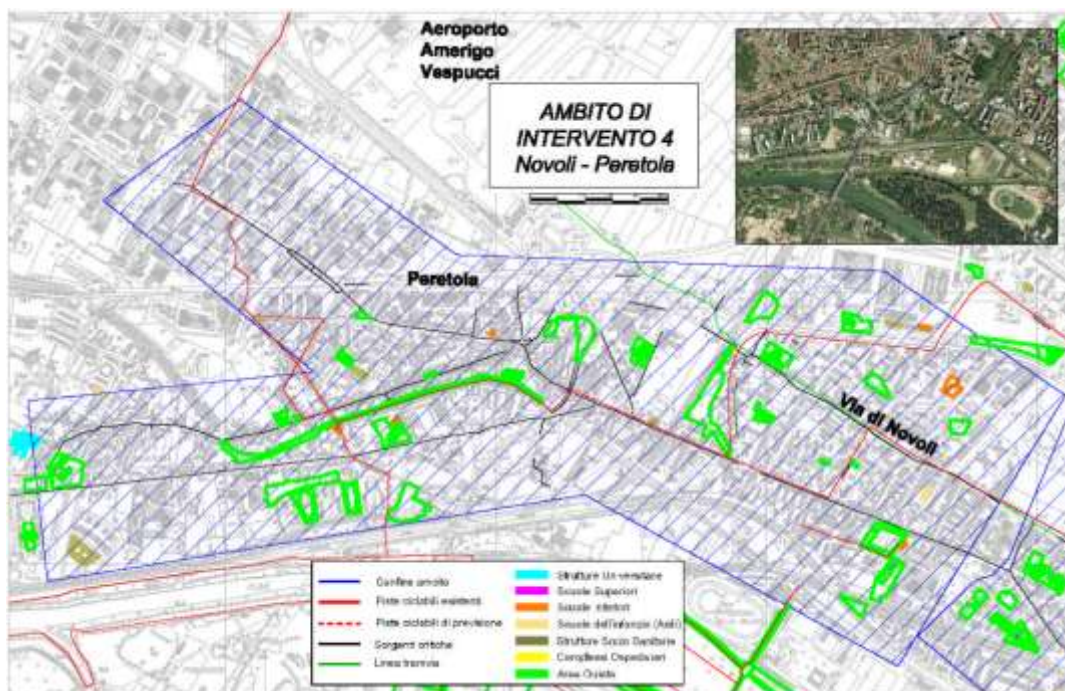 Aeroporto
Amerigo
Vespucci
AMBITO DI
INTERVENTO 4
Novoli - Peretola
Peretola
Via di Novoli
Confine ambito
Piste ciclabili esistenti
Piste ciclabili di previsione
Sorgenti critiche
Linea tramvia
Strutture Universitarie
Scuole Superiori
Scuole Inferiori
Scuole dell'infanzia (Asili)
Strutture Socio Sanitarie
Complessi Ospedalieri
Aree Quiete